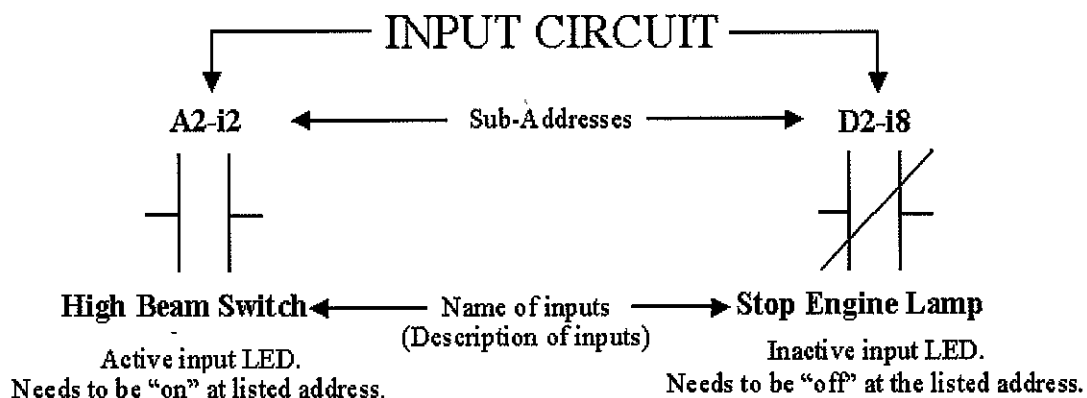 INPUT CIRCUIT
A2-i2
Sub-Addresses
D2-i8
High Beam Switch
Name of inputs
(Description of inputs)
Stop Engine Lamp
Active input LED.
Needs to be “on” at listed address.
Inactive input LED.
Needs to be “off” at the listed address.